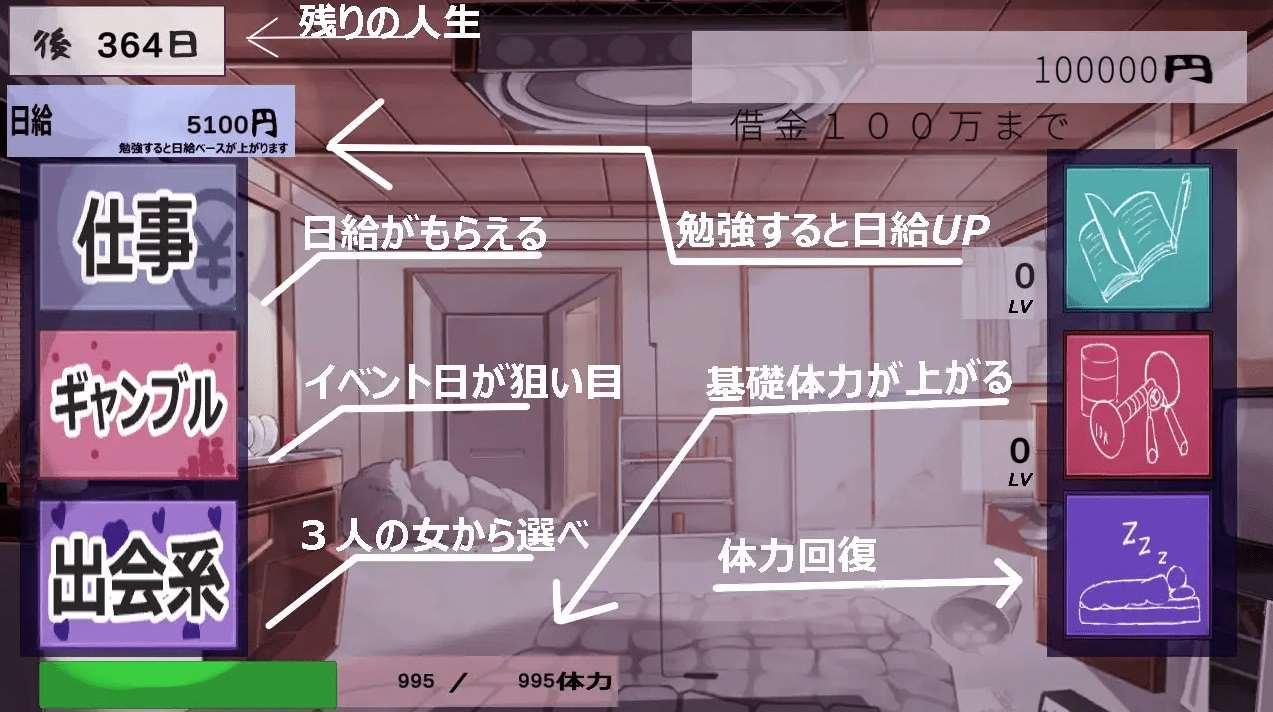 後 364日
残りの人生
100000円
借金１００万まで
日給
5100円
勉強すると日給ベースが上がります
仕事
日給がもらえる
勉強すると日給UP
0
LV
ギャンブル
イベント日が狙い目
基礎体力が上がる
0
LV
出会系
３人の女から選べ
体力回復
Zzz
995 / 995体力